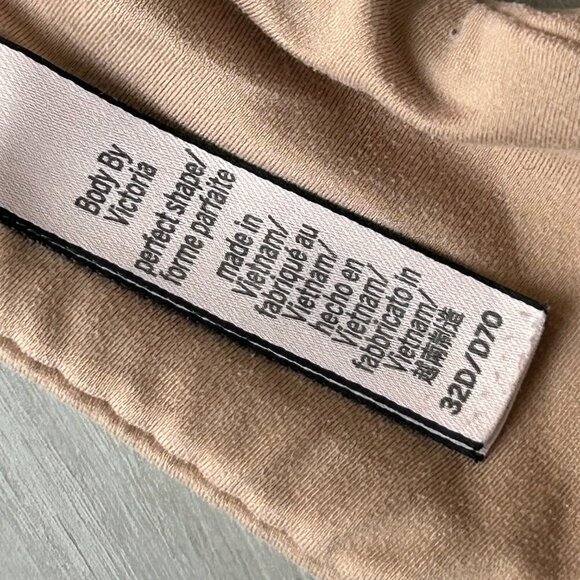 Body By
Victoria
perfect shape/
forme parfaite
made in
Vietnam/
fabriqué au
Vietnam/
hecho en
Vietnam/
fabbricato in
Vietnam/
越南制造
32D/D70